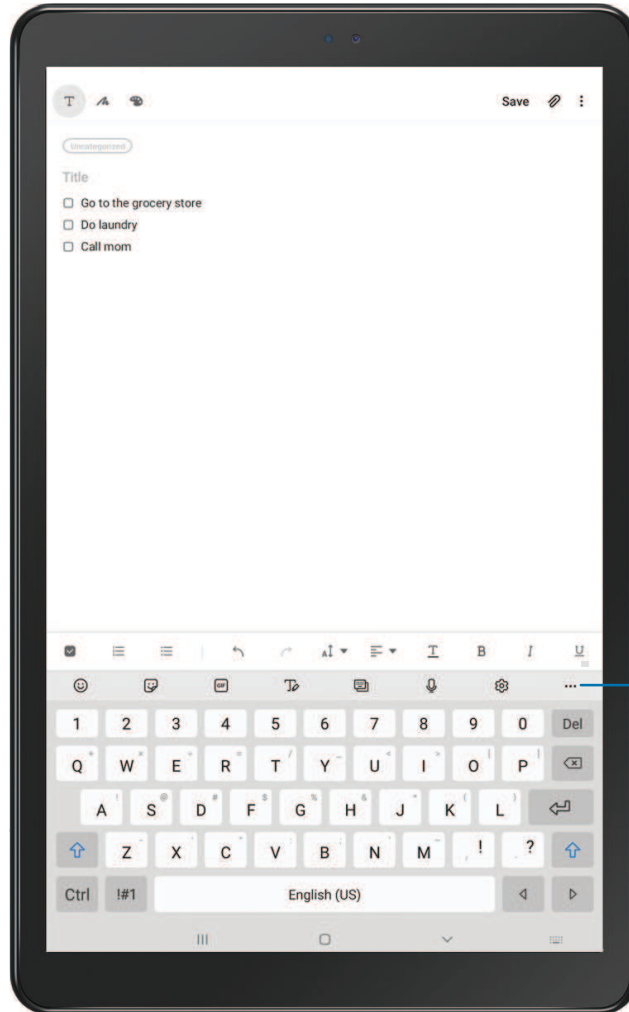 T Save
Uncategorized
Title
Go to the grocery store
Do laundry
Call mom
A T B I U
GIF T
1 2 3 4 5 6 7 8 9 0 Del
Q W E R T Y U I O P
A S D F G H J K L
Z X C V B N M , ! . ?
Ctrl !#1 English (US)